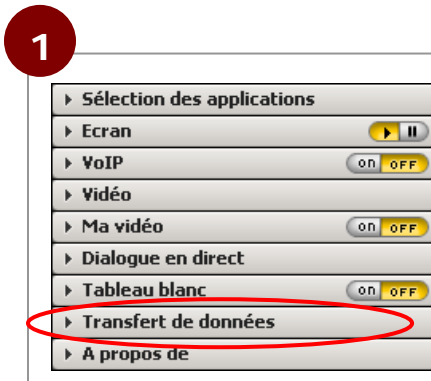 1
Sélection des applications
Ecran
VoIP on OFF
Vidéo
Ma vidéo on OFF
Dialogue en direct
Tableau blanc on OFF
Transfert de données
A propos de